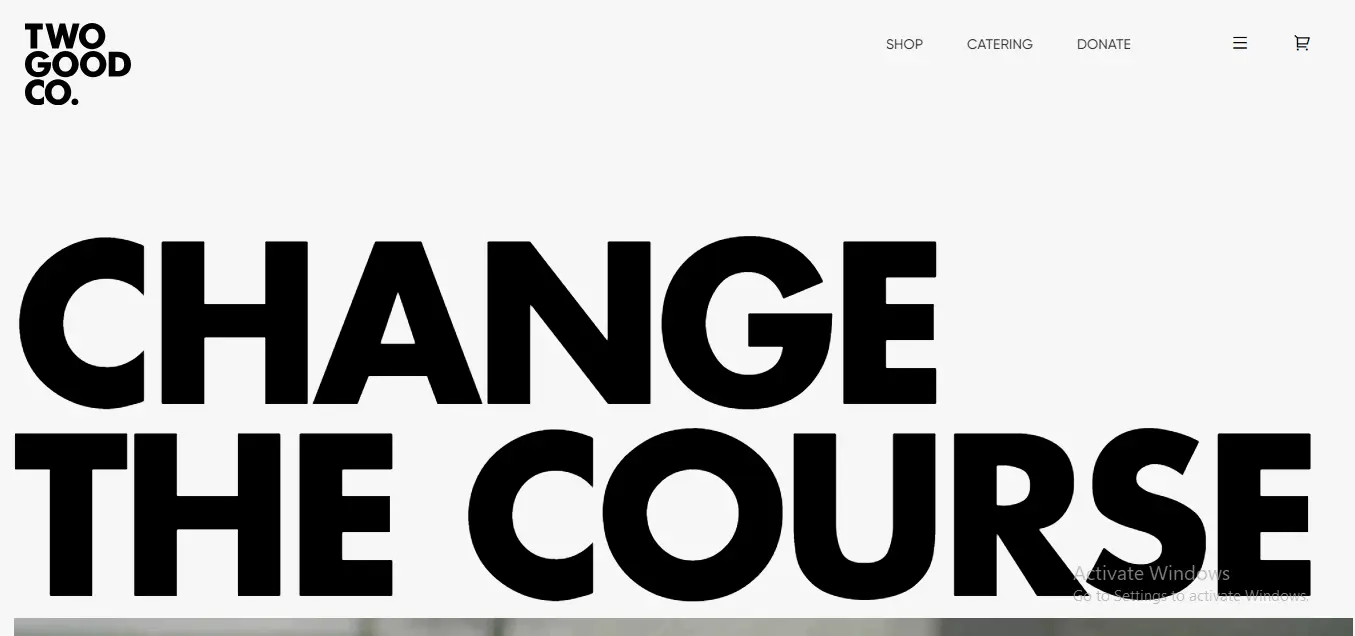 TWO
GOOD
CO.
SHOP CATERING DONATE
CHANGE
THE COURSE
Activate Windows
Go to Settings to activate Windows.